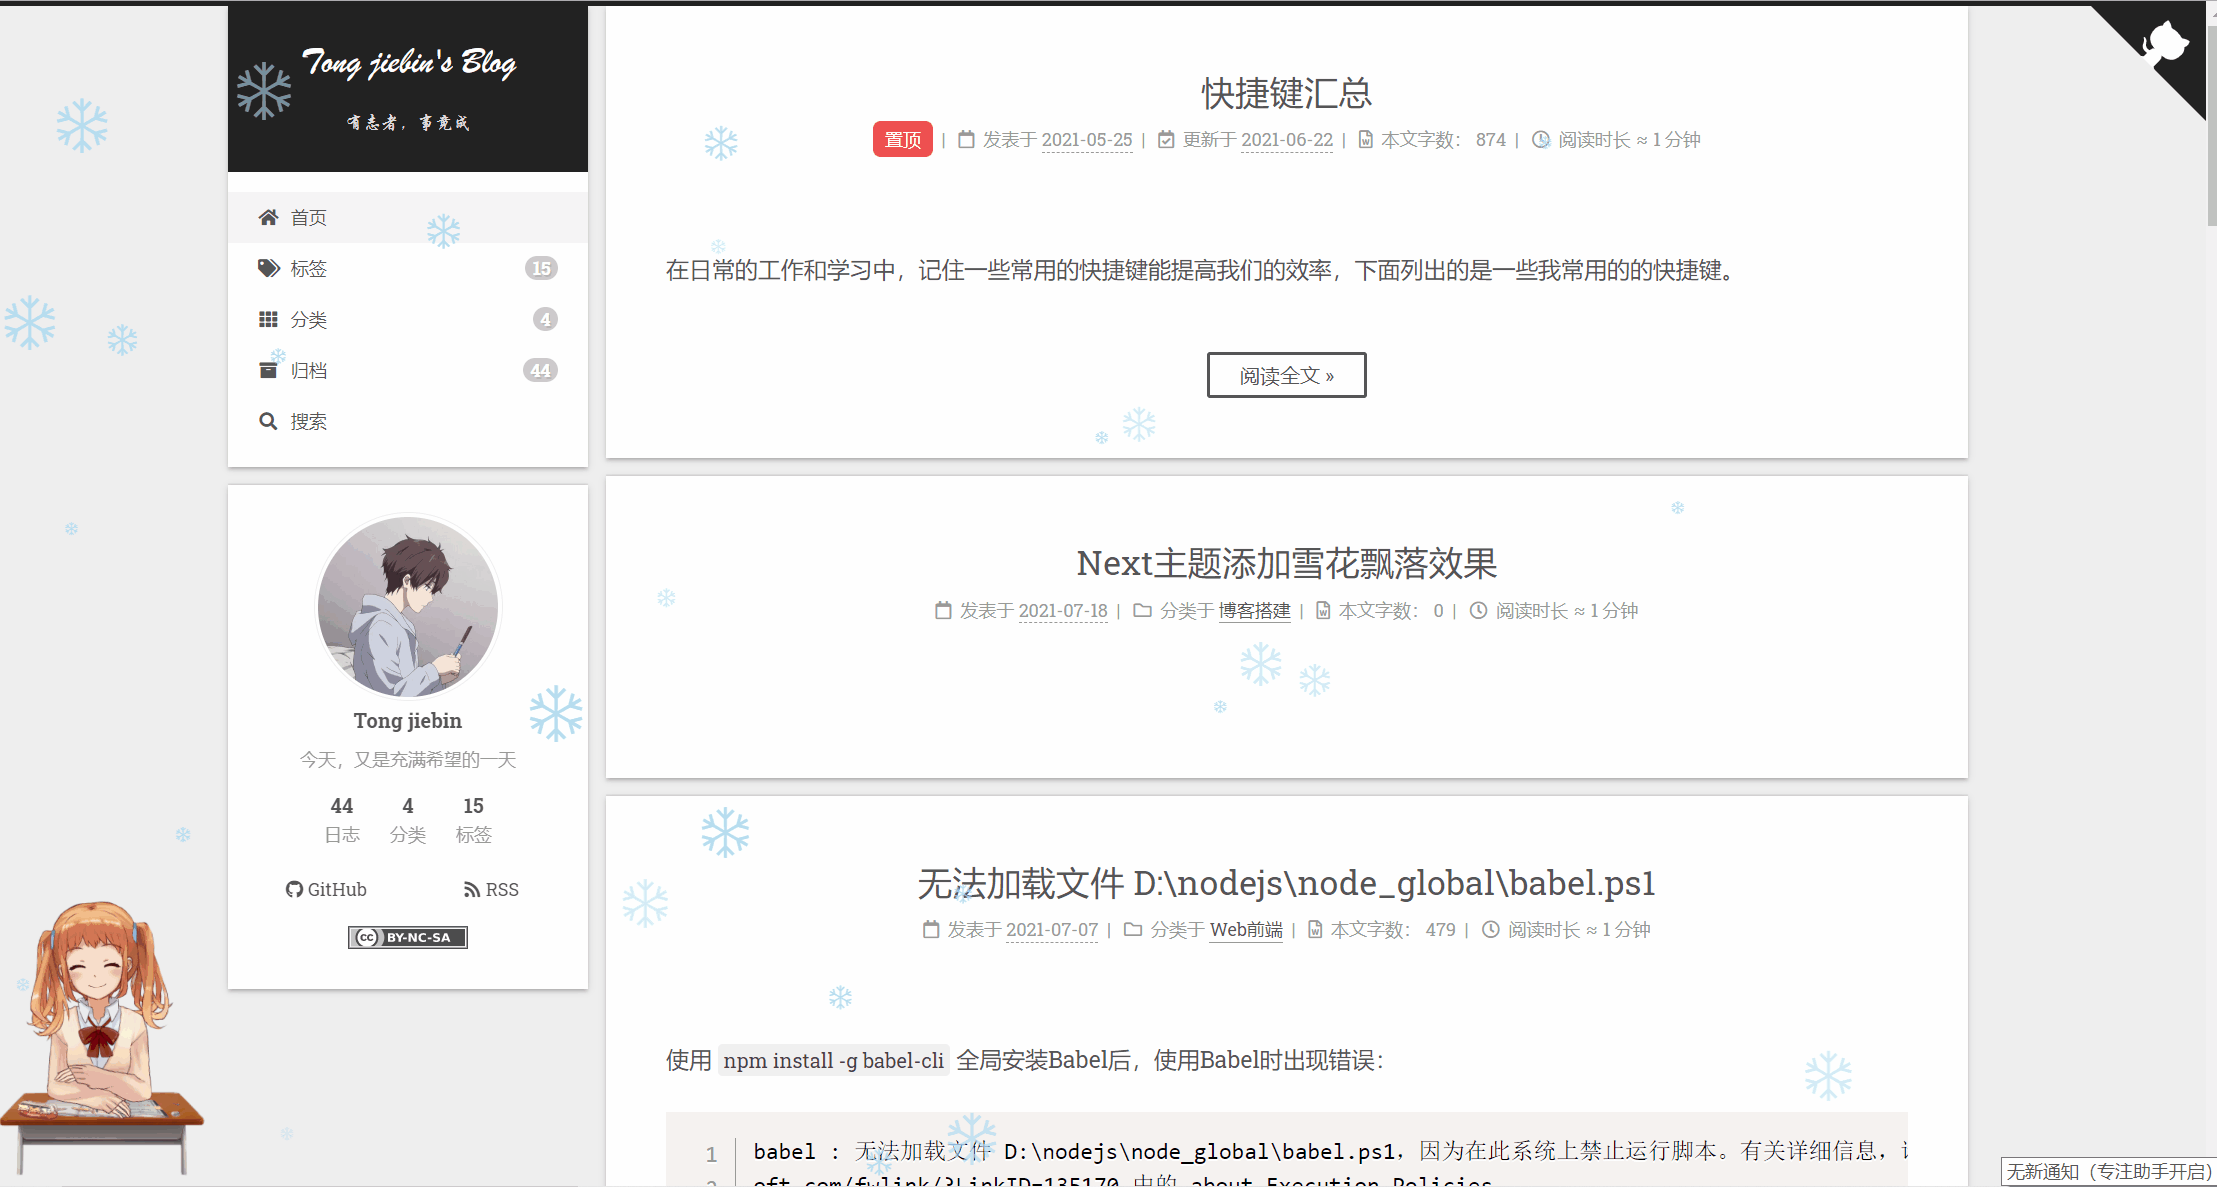 Tong jiebin's Blog
有志者，事竟成
首页
标签 15
分类 4
归档 44
搜索
Tong jiebin
今天，又是充满希望的一天
44 4 15
日志 分类 标签
GitHub RSS
cc BY-NC-SA
快捷键汇总
置顶 | 发表于 2021-05-25 | 更新于 2021-06-22 | 本文字数： 874 | 阅读时长 ≈ 1 分钟
在日常的工作和学习中，记住一些常用的快捷键能提高我们的效率，下面列出的是一些我常用的的快捷键。
阅读全文 »
Next主题添加雪花飘落效果
发表于 2021-07-18 | 分类于 博客搭建 | 本文字数： 0 | 阅读时长 ≈ 1 分钟
无法加载文件 D:\nodejs\node_global\babel.ps1
发表于 2021-07-07 | 分类于 Web前端 | 本文字数： 479 | 阅读时长 ≈ 1 分钟
使用 npm install -g babel-cli 全局安装Babel后，使用Babel时出现错误：
1 babel : 无法加载文件 D:\nodejs\node_global\babel.ps1，因为在此系统上禁止运行脚本。有关详细信息，
2 oft.com/fwlink/?LinkID=135170 中的 about_Execution_Policies
无新通知（专注助手开启）